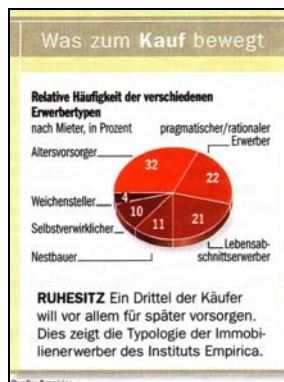 Was zum Kauf bewegt
Relative Häufigkeit der verschiedenen
Erwerbertypen
nach Mieter, in Prozent
pragmatischer/rationaler
Erwerber
Altersvorsorger
32
22
Weichensteller
4
10
Selbstverwirklicher
11
21
Nestbauer
Lebensab-
schnittserwerber
RUHESITZ Ein Drittel der Käufer
will vor allem für später vorsorgen.
Dies zeigt die Typologie der Immobi-
lienerwerber des Instituts Empirica.